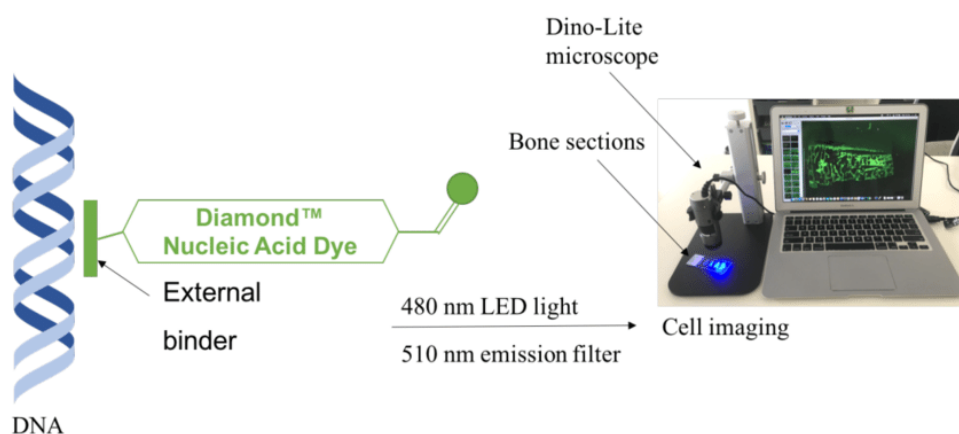 Dino-Lite
microscope
Bone sections
Diamond™
Nucleic Acid Dye
External
binder
480 nm LED light
510 nm emission filter
Cell imaging
DNA